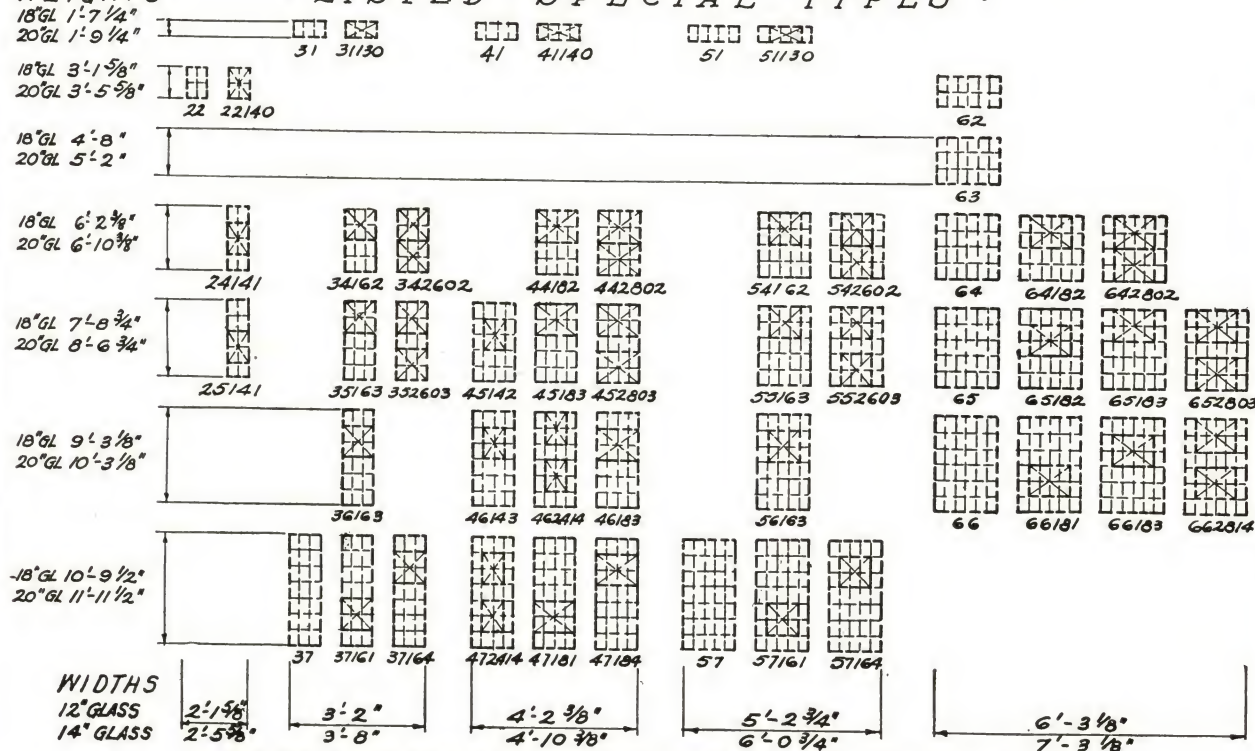 LISTED SPECIAL TYPES
18"GL 1'-7 1/4"
20"GL 1'-9 1/4"
31 31130 41 41140 51 51130
18"GL 3'-1 5/8"
20"GL 3'-5 5/8"
22 22140 62
18"GL 4'-8"
20"GL 5'-2"
63
18"GL 6'-2 3/8"
20"GL 6'-10 3/8"
24141 34162 342602 44182 442802 54162 542602 64 64182 642802
18"GL 7'-8 3/4"
20"GL 8'-6 3/4"
25141 35163 352603 45142 45183 452803 55163 552603 65 65182 65183 652803
18"GL 9'-3 1/8"
20"GL 10'-3 1/8"
36163 46143 462414 46183 56163 66 66181 66183 662814
18"GL 10'-9 1/2"
20"GL 11'-11 1/2"
37 37161 37164 472414 47181 47184 57 57161 57164
WIDTHS
12" GLASS 2'-1 5/8" 3'-2" 4'-2 3/8" 5'-2 3/4" 6'-3 1/8"
14" GLASS 2'-5 5/8" 3'-8" 4'-10 3/8" 6'-0 3/4" 7'-3 1/8"